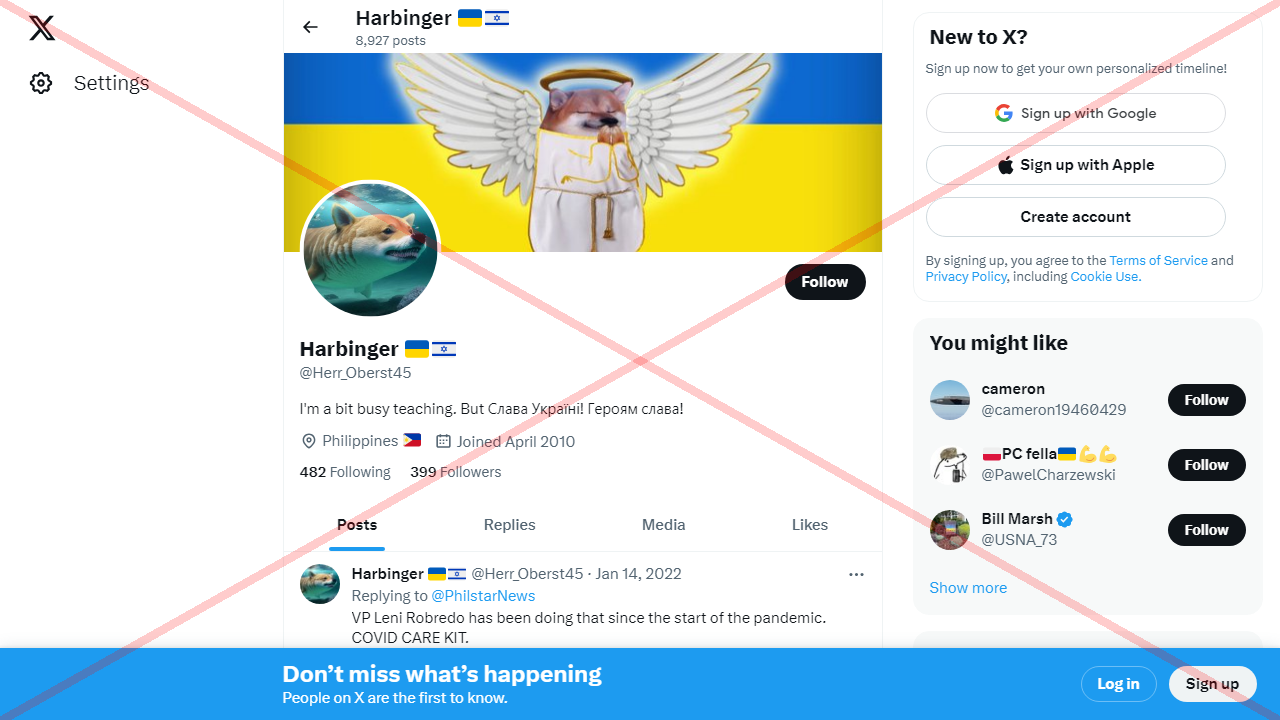 Settings
Harbinger 🇺🇦🇮🇱
8,927 posts
Follow
Harbinger 🇺🇦🇮🇱
@Herr_Oberst45
I'm a bit busy teaching. But Слава Україні! Героям слава!
Philippines 🇵🇭 Joined April 2010
482 Following 399 Followers
Posts Replies Media Likes
Harbinger 🇺🇦🇮🇱 @Herr_Oberst45 · Jan 14, 2022
Replying to @PhilstarNews
VP Leni Robredo has been doing that since the start of the pandemic.
COVID CARE KIT.
New to X?
Sign up now to get your own personalized timeline!
Sign up with Google
Sign up with Apple
Create account
By signing up, you agree to the Terms of Service and
Privacy Policy, including Cookie Use.
You might like
cameron
@cameron19460429
Follow
🇵🇱PC fella🇺🇦💪💪
@PawelCharzewski
Follow
Bill Marsh
@USNA_73
Follow
Show more
Don’t miss what’s happening
People on X are the first to know.
Log in
Sign up